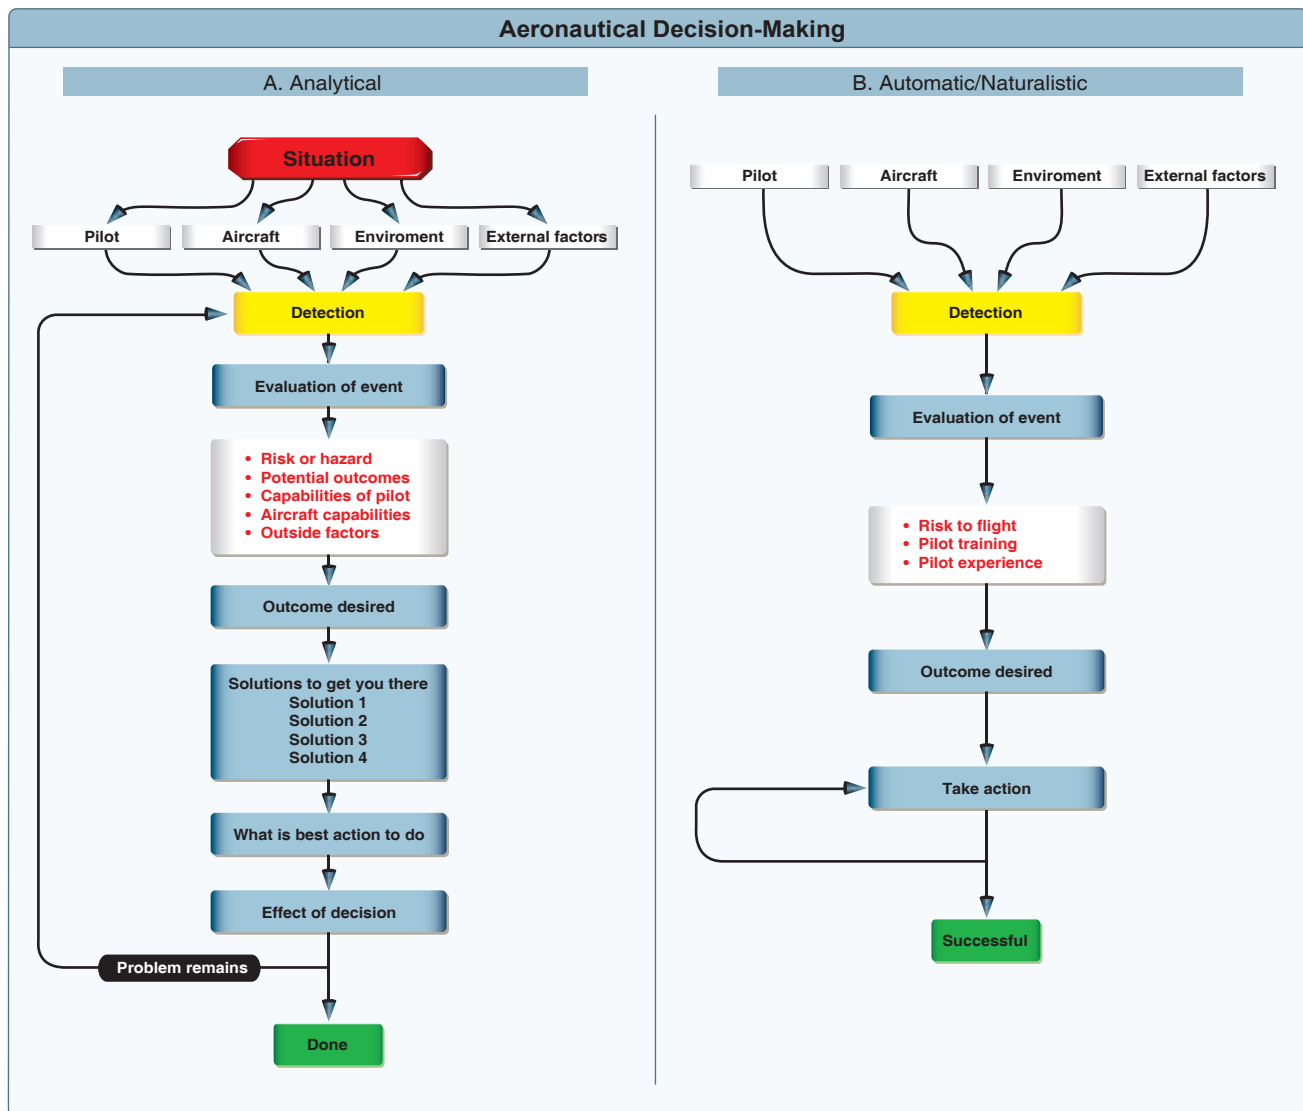 Aeronautical Decision-Making
A. Analytical
Situation
Pilot
Aircraft
Enviroment
External factors
Detection
Evaluation of event
• Risk or hazard
• Potential outcomes
• Capabilities of pilot
• Aircraft capabilities
• Outside factors
Outcome desired
Solutions to get you there
Solution 1
Solution 2
Solution 3
Solution 4
What is best action to do
Effect of decision
Problem remains
Done
B. Automatic/Naturalistic
Pilot
Aircraft
Enviroment
External factors
Detection
Evaluation of event
• Risk to flight
• Pilot training
• Pilot experience
Outcome desired
Take action
Successful